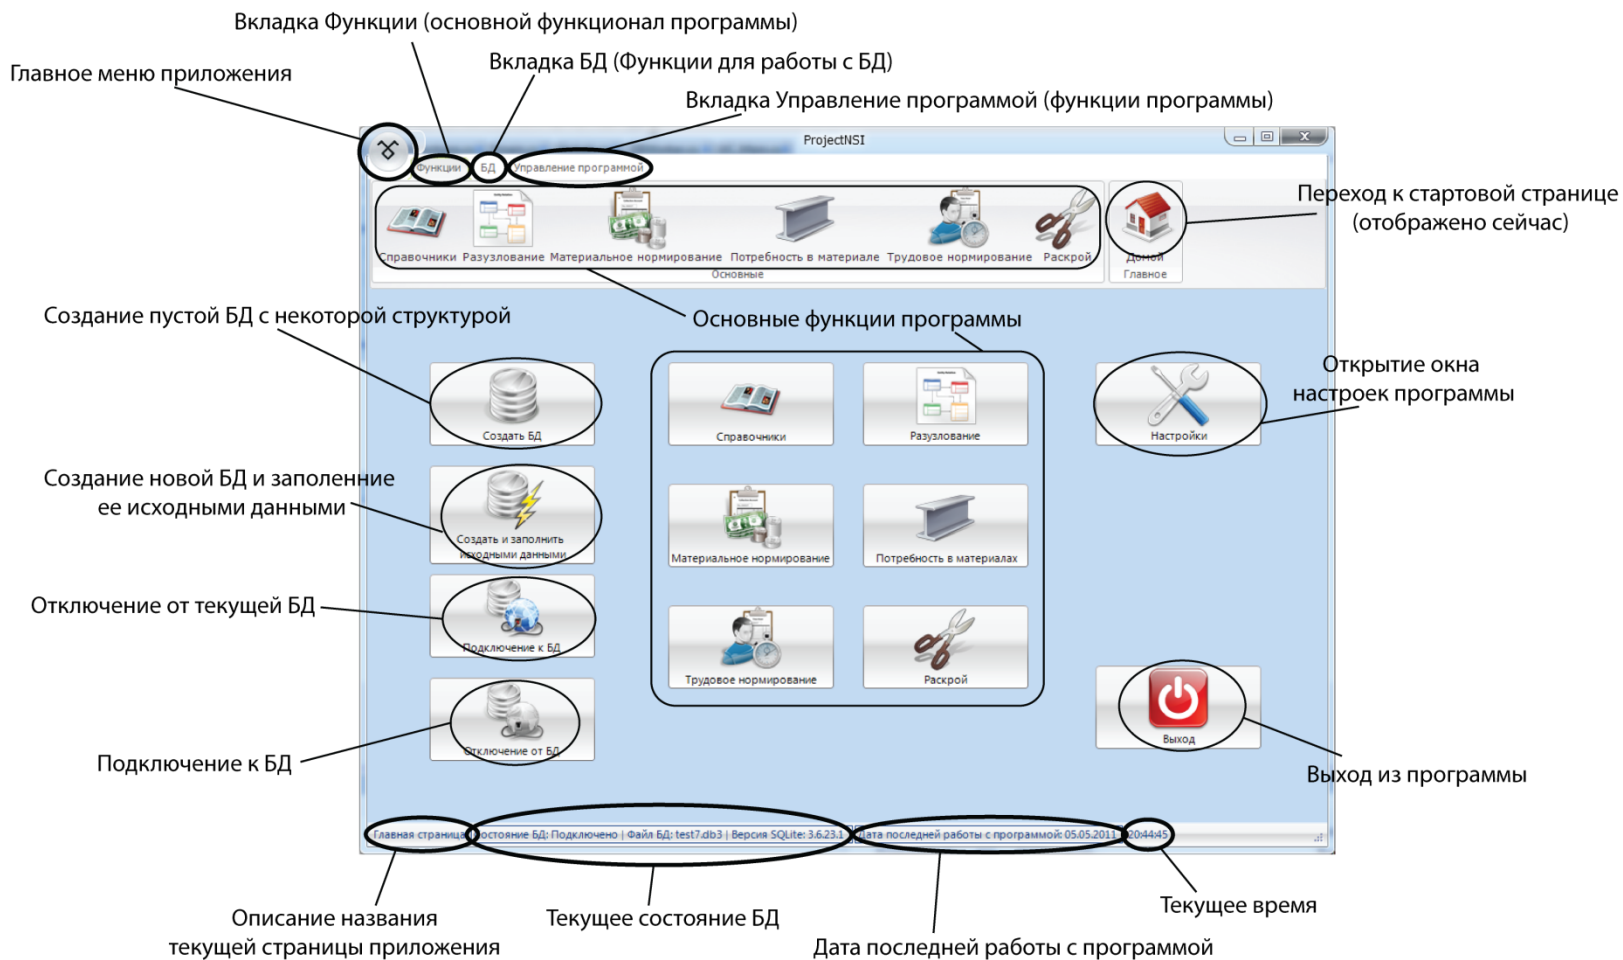 Вкладка Функции (основной функционал программы)
Вкладка БД (Функции для работы с БД)
Главное меню приложения
Вкладка Управление программой (функции программы)
ProjectNSI
Функции
БД
Управление программой
Переход к стартовой странице
(отображено сейчас)
Справочники
Разузлование
Материальное нормирование
Потребность в материале
Трудовое нормирование
Раскрой
Домой
Основные
Главное
Создание пустой БД с некоторой структурой
Основные функции программы
Открытие окна
настроек программы
Создать БД
Справочники
Разузлование
Настройки
Создание новой БД и заполенние
ее исходными данными
Создать и заполнить
исходными данными
Материальное нормирование
Потребность в материалах
Отключение от текущей БД
Подключение к БД
Трудовое нормирование
Раскрой
Подключение к БД
Отключение от БД
Выход
Выход из программы
Главная страница
Состояние БД: Подключено | Файл БД: test7.db3 | Версия SQLite: 3.6.23.1
Дата последней работы с программой: 05.05.2011
20:44:45
Описание названия
текущей страницы приложения
Текущее состояние БД
Текущее время
Дата последней работы с программой